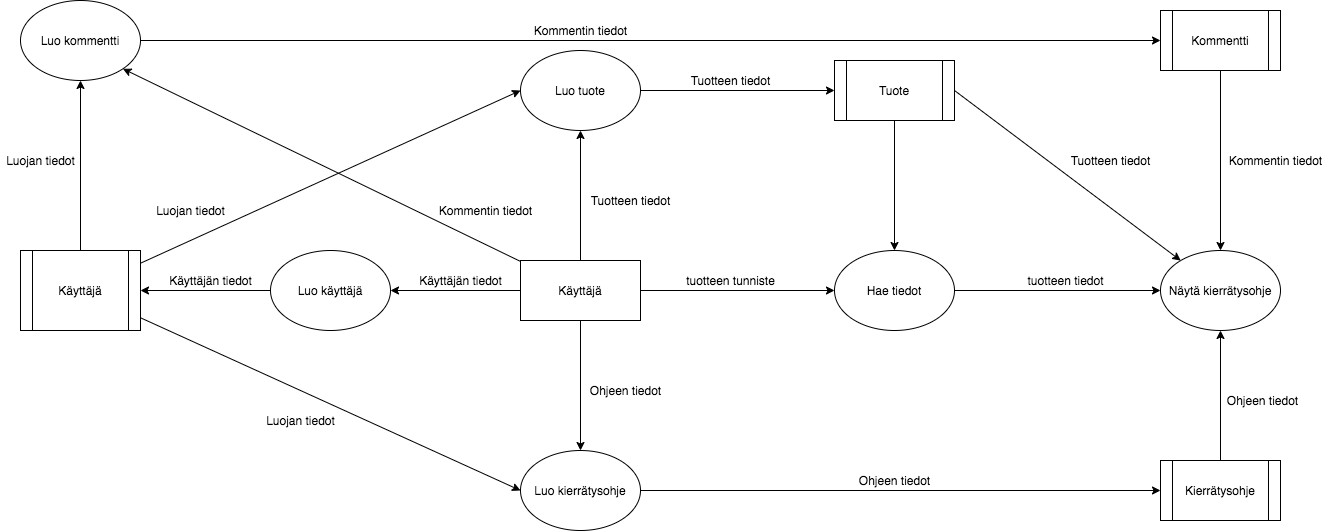 Luo kommentti
Kommentin tiedot
Kommentti
Luo tuote
Tuotteen tiedot
Tuote
Luojan tiedot
Tuotteen tiedot
Kommentin tiedot
Luojan tiedot
Kommentin tiedot
Tuotteen tiedot
Käyttäjä
Käyttäjän tiedot
Luo käyttäjä
Käyttäjän tiedot
Käyttäjä
tuotteen tunniste
Hae tiedot
tuotteen tiedot
Näytä kierrätysohje
Ohjeen tiedot
Ohjeen tiedot
Luojan tiedot
Luo kierrätysohje
Ohjeen tiedot
Kierrätysohje